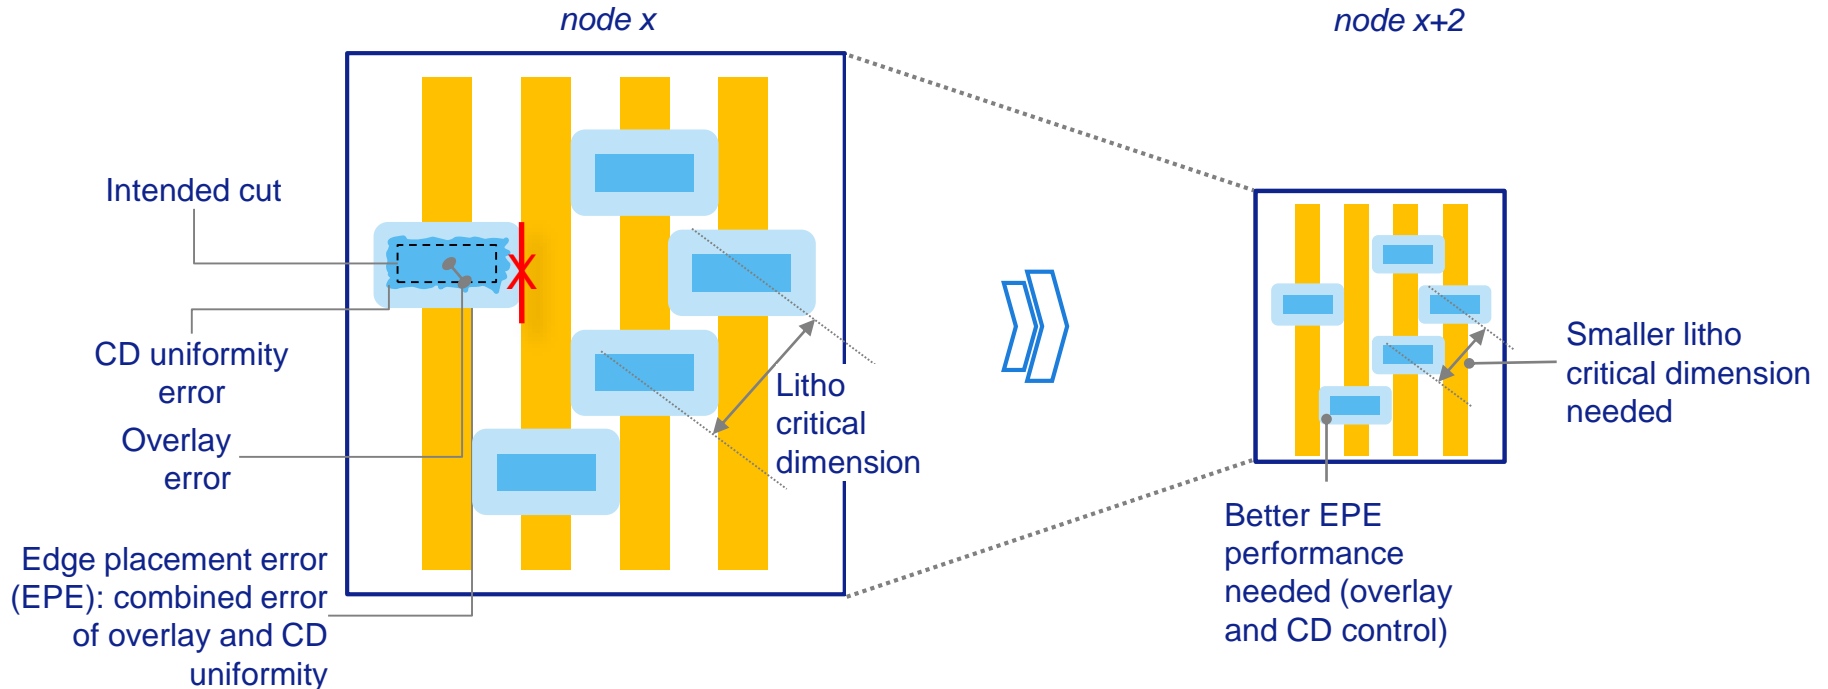 node x
node x+2
Intended cut
CD uniformity
error
Overlay
error
Edge placement error
(EPE): combined error
of overlay and CD
uniformity
X
Litho
critical
dimension
Smaller litho
critical dimension
needed
Better EPE
performance
needed (overlay
and CD control)